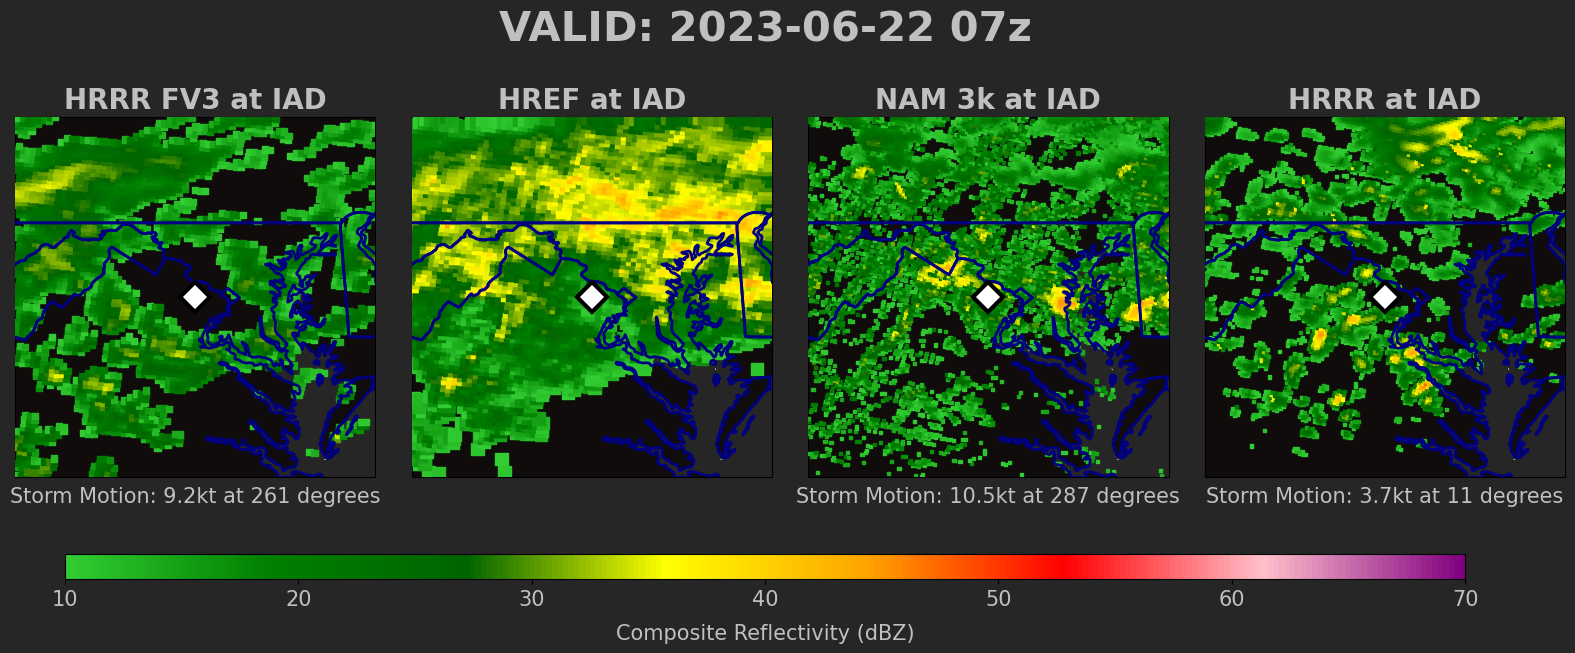 VALID: 2023-06-22 07z
HRRR FV3 at IAD
HREF at IAD
NAM 3k at IAD
HRRR at IAD
Storm Motion: 9.2kt at 261 degrees
Storm Motion: 10.5kt at 287 degrees
Storm Motion: 3.7kt at 11 degrees
10 20 30 40 50 60 70
Composite Reflectivity (dBZ)